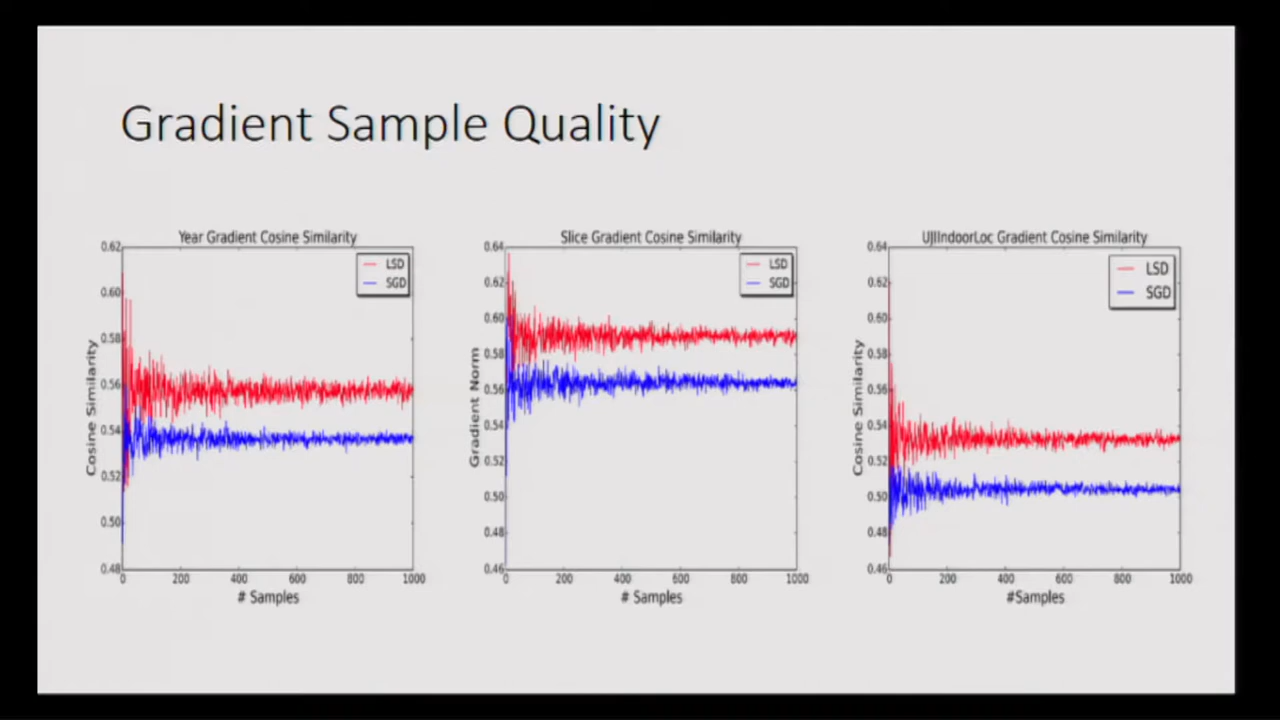 Gradient Sample Quality
Year Gradient Cosine Similarity
0.62
0.60
0.58
0.56
0.54
0.52
0.50
0.48
Cosine Similarity
LSD
SGD
0
200
400
600
800
1000
# Samples
Slice Gradient Cosine Similarity
0.64
0.62
0.60
0.58
0.56
0.54
0.52
0.50
0.48
0.46
Gradient Norm
LSD
SGD
0
200
400
600
800
1000
# Samples
UJIIndoorLoc Gradient Cosine Similarity
0.64
0.62
0.60
0.58
0.56
0.54
0.52
0.50
0.48
0.46
Cosine Similarity
LSD
SGD
0
200
400
600
800
1000
#Samples